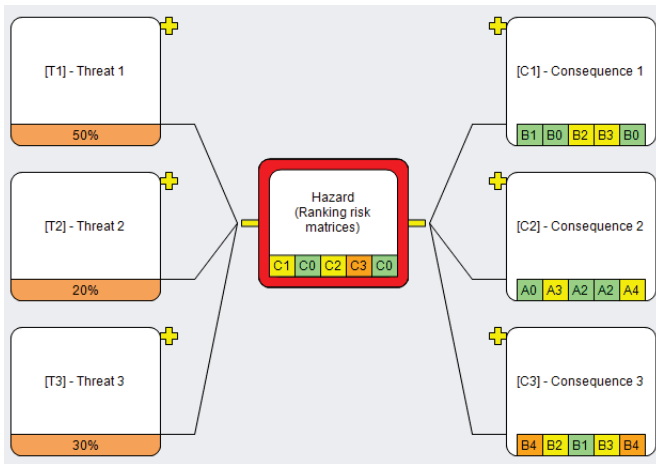 [T1] - Threat 1
50%
[T2] - Threat 2
20%
[T3] - Threat 3
30%
Hazard
(Ranking risk
matrices)
C1 C0 C2 C3 C0
[C1] - Consequence 1
B1 B0 B2 B3 B0
[C2] - Consequence 2
A0 A3 A2 A2 A4
[C3] - Consequence 3
B4 B2 B1 B3 B4